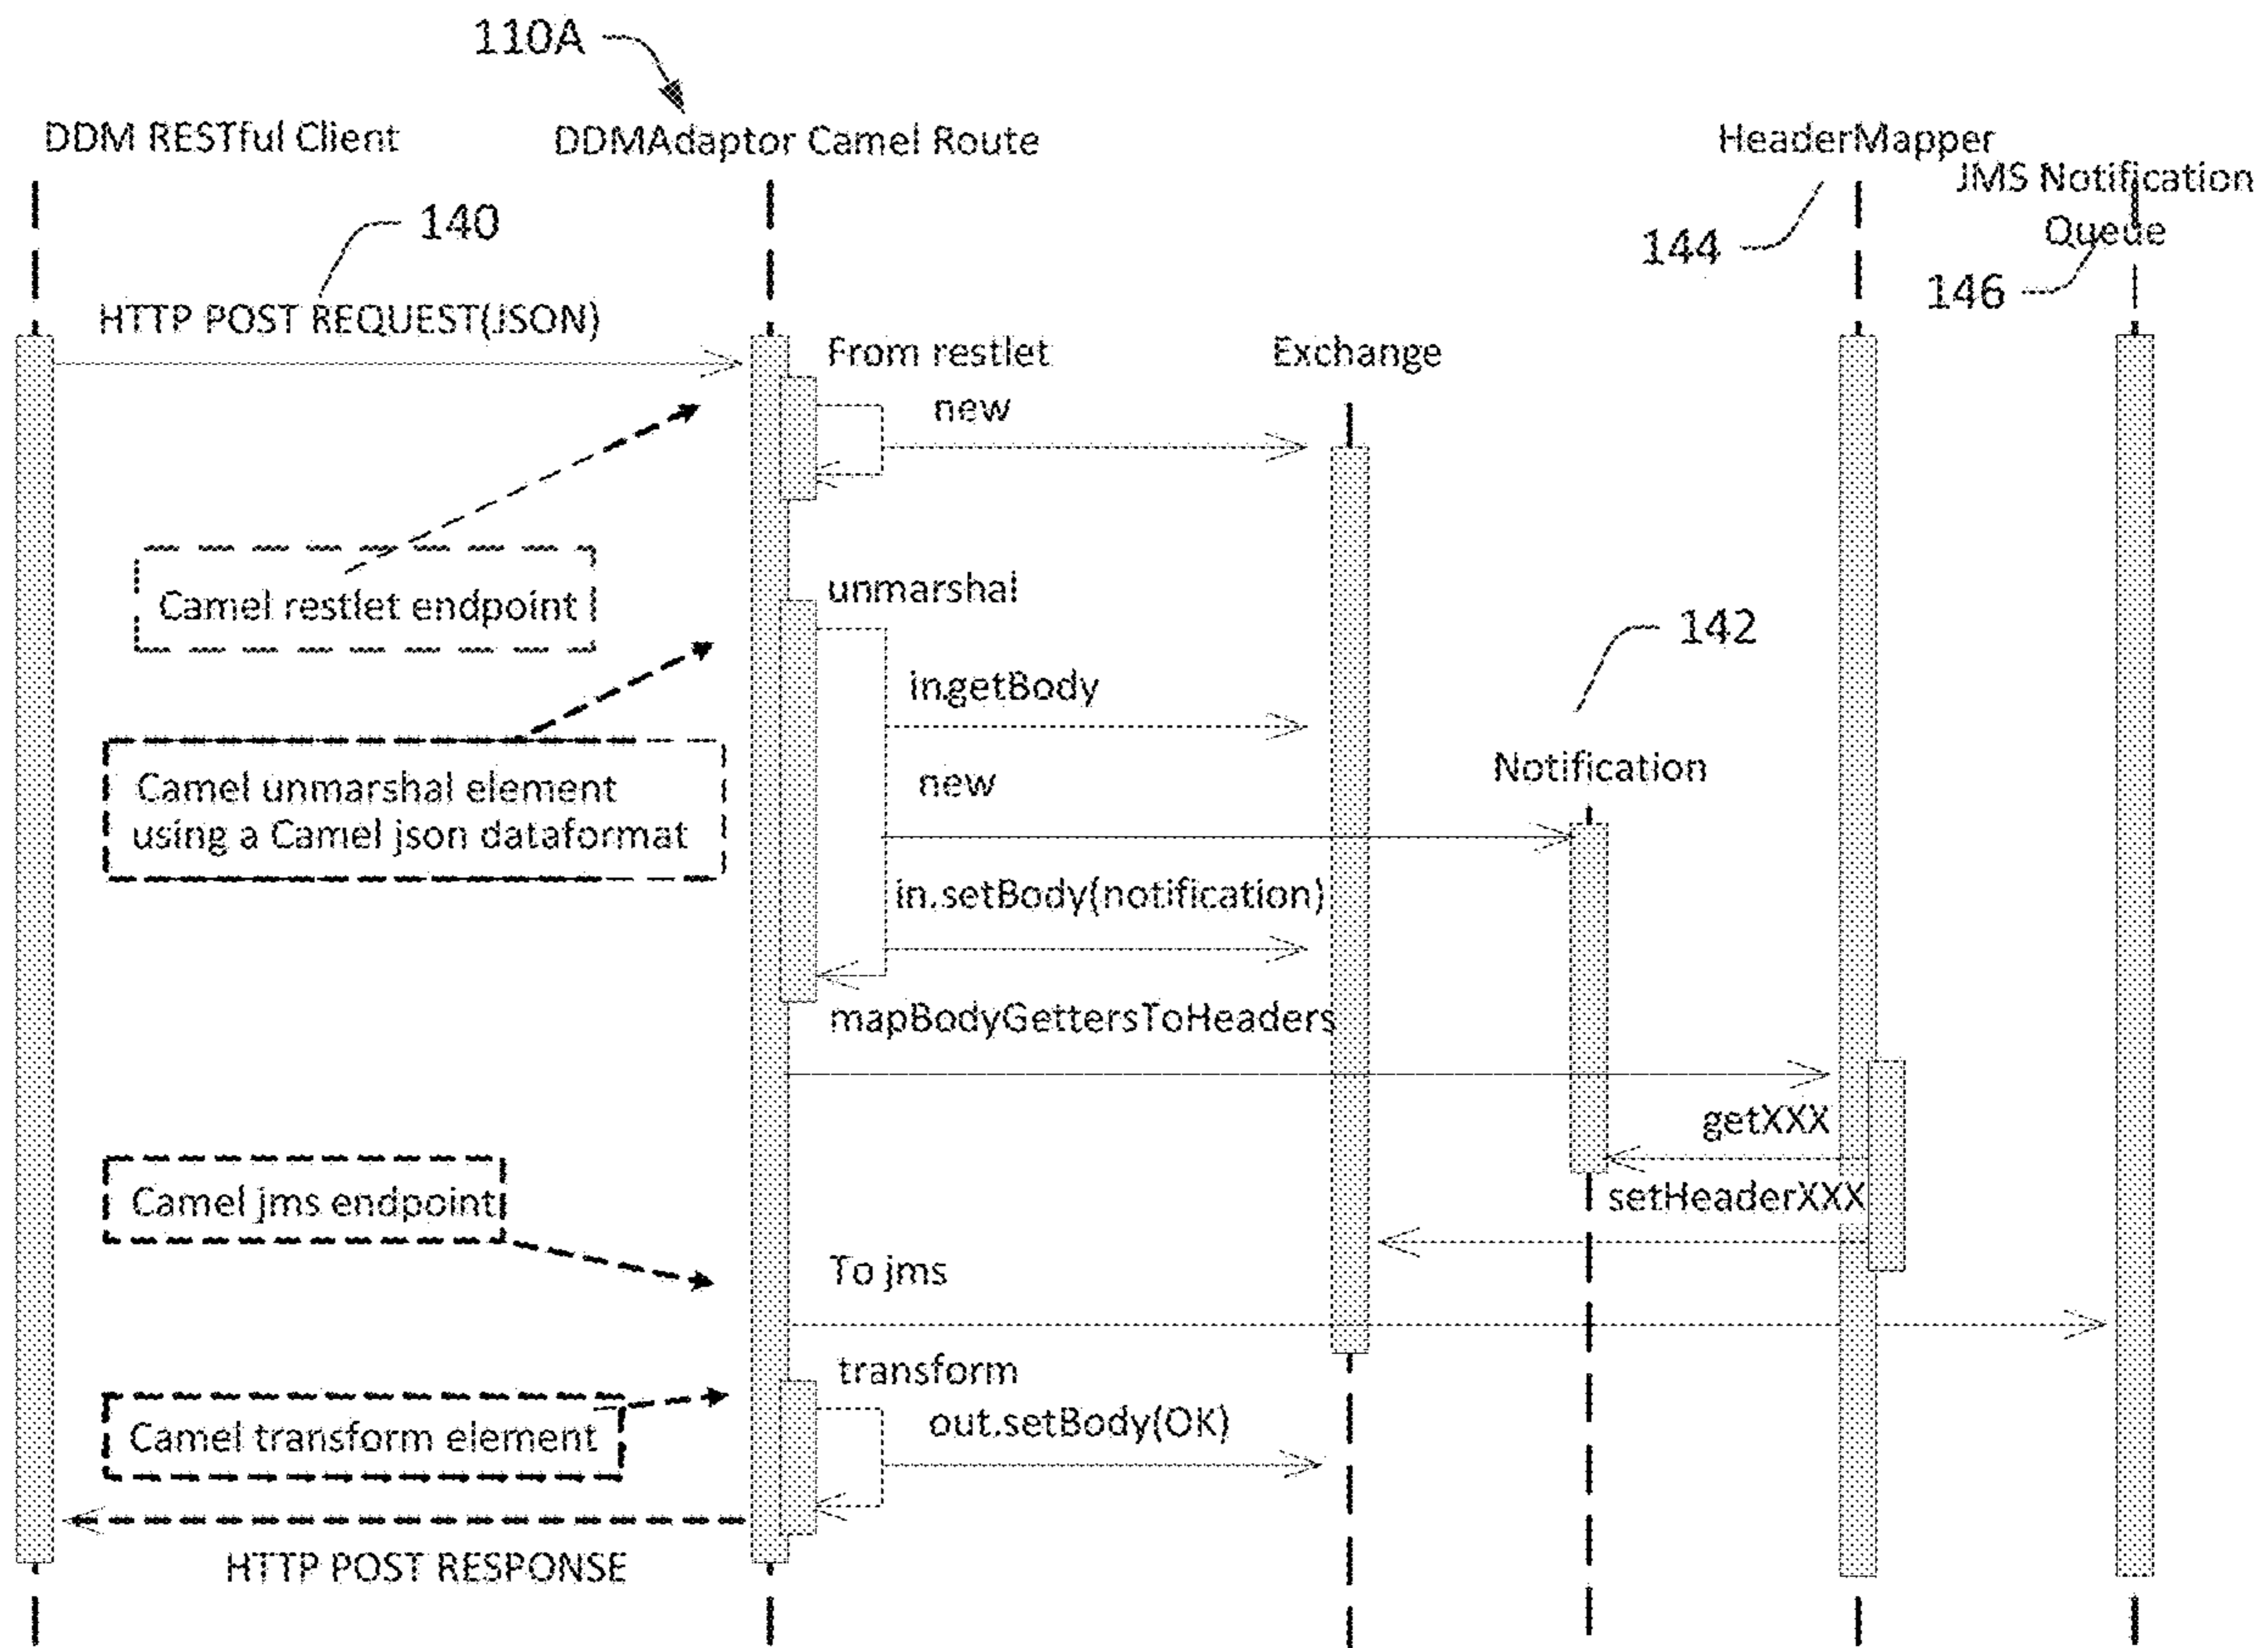 110A
DDM RESTful Client
DDMAdaptor Camel Route
HeaderMapper
JMS Notification
Queue
140
144
146
HTTP POST REQUEST(JSON)
From restlet
Exchange
new
Camel restlet endpoint
unmarshal
142
in.getBody
Notification
Camel unmarshal element
using a Camel json dataformat
new
in.setBody(notification)
mapBodyGettersToHeaders
getXXX
Camel jms endpoint
setHeaderXXX
To jms
transform
Camel transform element
out.setBody(OK)
HTTP POST RESPONSE